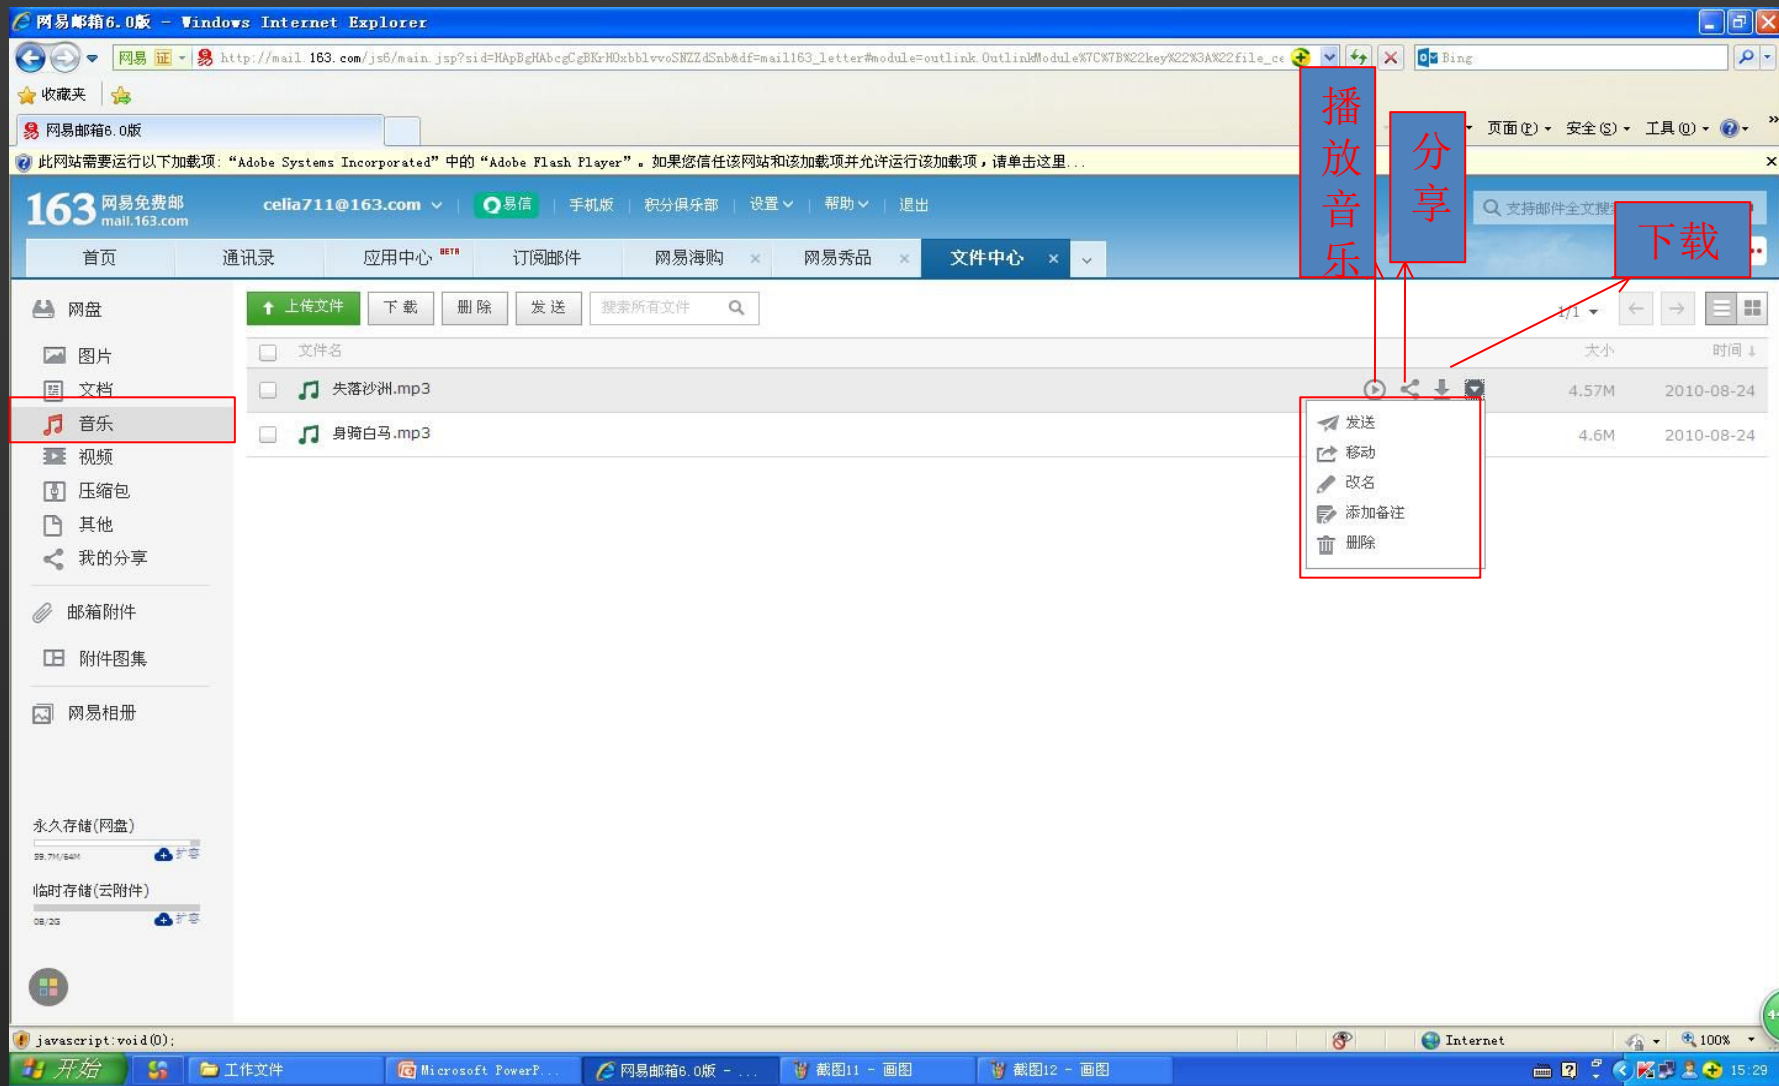 网易邮箱6.0版 - Windows Internet Explorer
网易 证 http://mail.163.com/js6/main.jsp?sid=HApBgHAbcgCgBKrHOxbblvvoSNZZdSnb&df=mail163_letter#module=outlink.OutlinkModule%7C%7B%22key%22%3A%22file_ce Bing
收藏夹
网易邮箱6.0版 页面(P) 安全(S) 工具(O) »
此网站需要运行以下加载项: “Adobe Systems Incorporated” 中的 “Adobe Flash Player”。如果您信任该网站和该加载项并允许运行该加载项，请单击这里...
播放音乐
分享
下载
163 网易免费邮 mail.163.com celia711@163.com 易信 手机版 积分俱乐部 设置 帮助 退出 支持邮件全文搜
首页 通讯录 应用中心 BETA 订阅邮件 网易海购 × 网易秀品 × 文件中心 ×
网盘 上传文件 下载 删除 发送 搜索所有文件 1/1
文件名 大小 时间↓
图片
文档 失落沙洲.mp3 4.57M 2010-08-24
音乐 身骑白马.mp3 4.6M 2010-08-24
发送
移动
改名
添加备注
删除
视频
压缩包
其他
我的分享
邮箱附件
附件图集
网易相册
永久存储(网盘)
59.7M/64M 扩容
临时存储(云附件)
0B/2G 扩容
javascript:void(0); Internet 100%
开始 工作文件 Microsoft PowerP... 网易邮箱6.0版 - ... 截图11 - 画图 截图12 - 画图 15:29